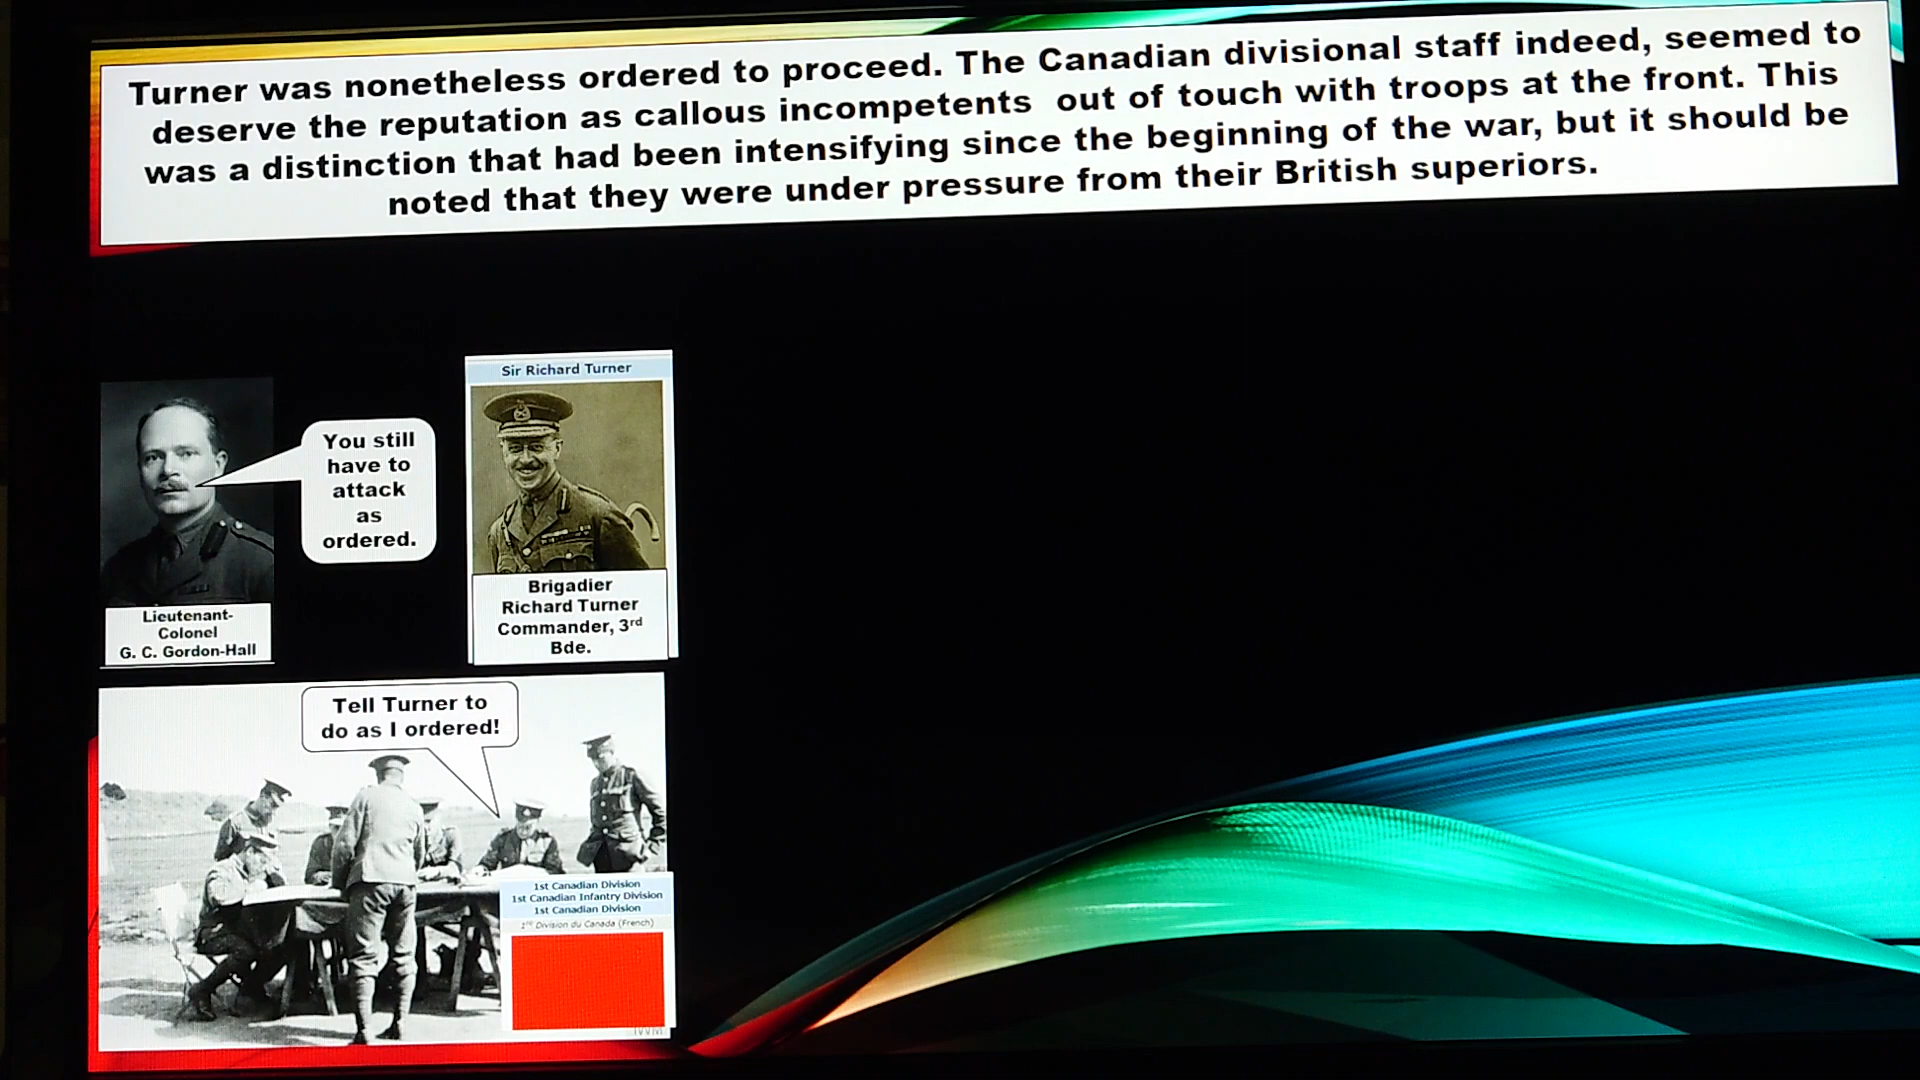 Turner was nonetheless ordered to proceed. The Canadian divisional staff indeed, seemed to
deserve the reputation as callous incompetents out of touch with troops at the front. This
was a distinction that had been intensifying since the beginning of the war, but it should be
noted that they were under pressure from their British superiors.
Sir Richard Turner
You still
have to
attack
as
ordered.
Brigadier
Richard Turner
Commander, 3rd
Bde.
Lieutenant-
Colonel
G. C. Gordon-Hall
Tell Turner to
do as I ordered!
1st Canadian Division
1st Canadian Infantry Division
1st Canadian Division
1re Division du Canada (French)
IWM